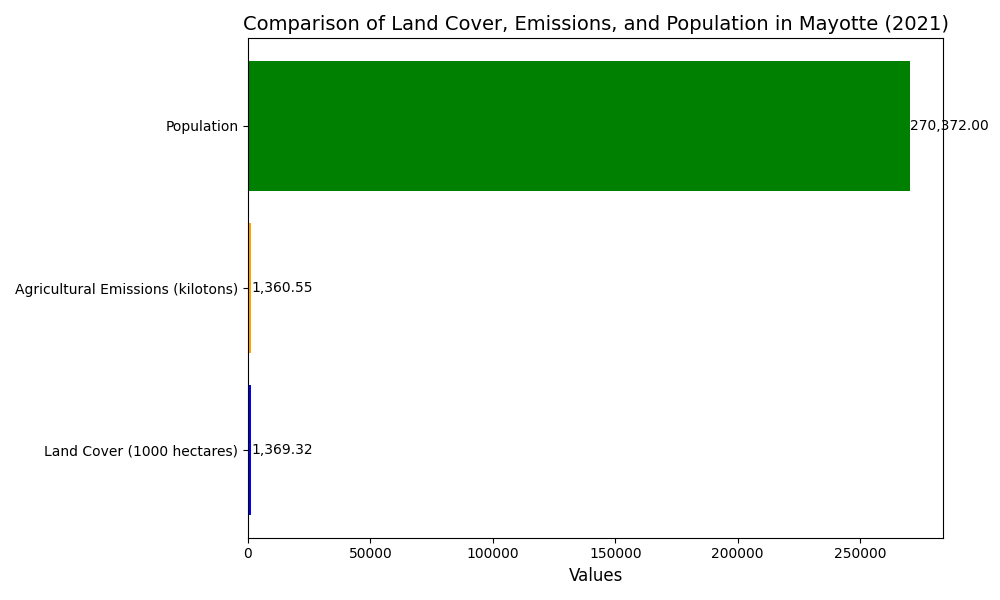 Comparison of Land Cover, Emissions, and Population in Mayotte (2021)
Population
270,372.00
Agricultural Emissions (kilotons)
1,360.55
Land Cover (1000 hectares)
1,369.32
0 50000 100000 150000 200000 250000
Values